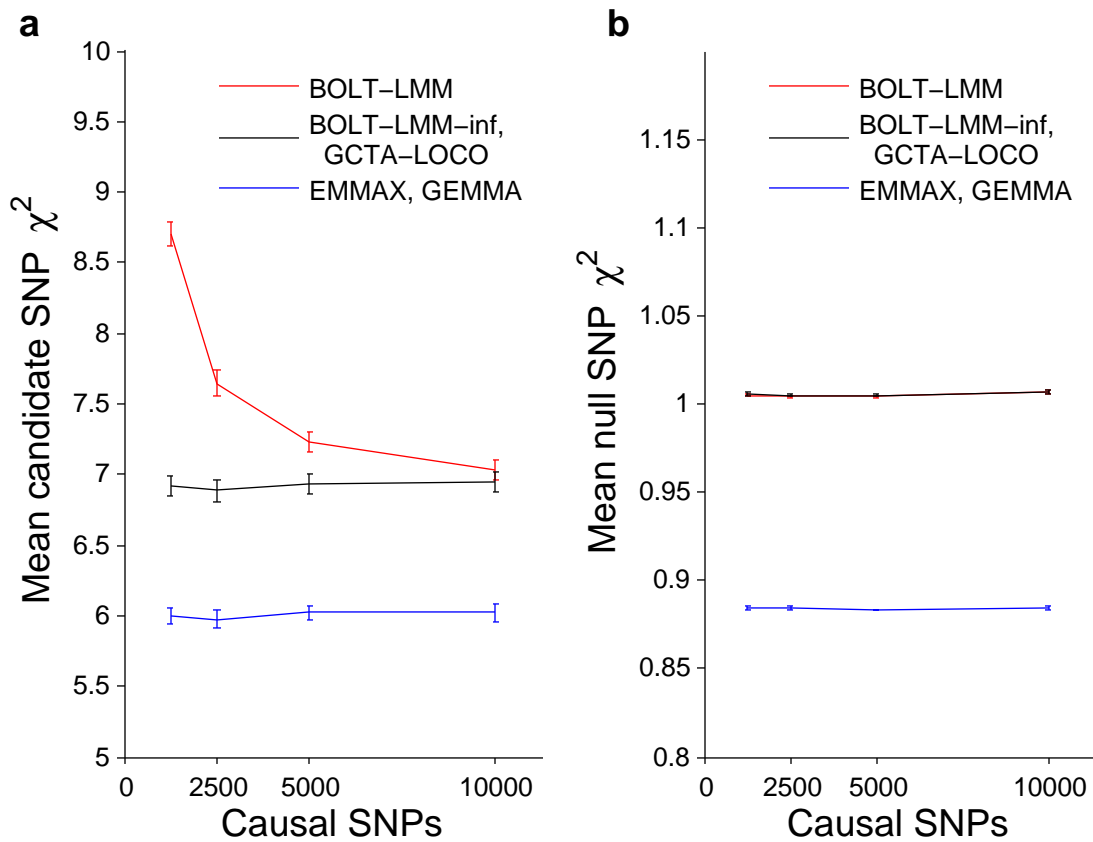 a
10
9.5
9
8.5
8
7.5
7
6.5
6
5.5
5
0
2500
5000
10000
Mean candidate SNP χ²
Causal SNPs
BOLT−LMM
BOLT−LMM−inf,
GCTA−LOCO
EMMAX, GEMMA
b
1.15
1.1
1.05
1
0.95
0.9
0.85
0.8
0
2500
5000
10000
Mean null SNP χ²
Causal SNPs
BOLT−LMM
BOLT−LMM−inf,
GCTA−LOCO
EMMAX, GEMMA